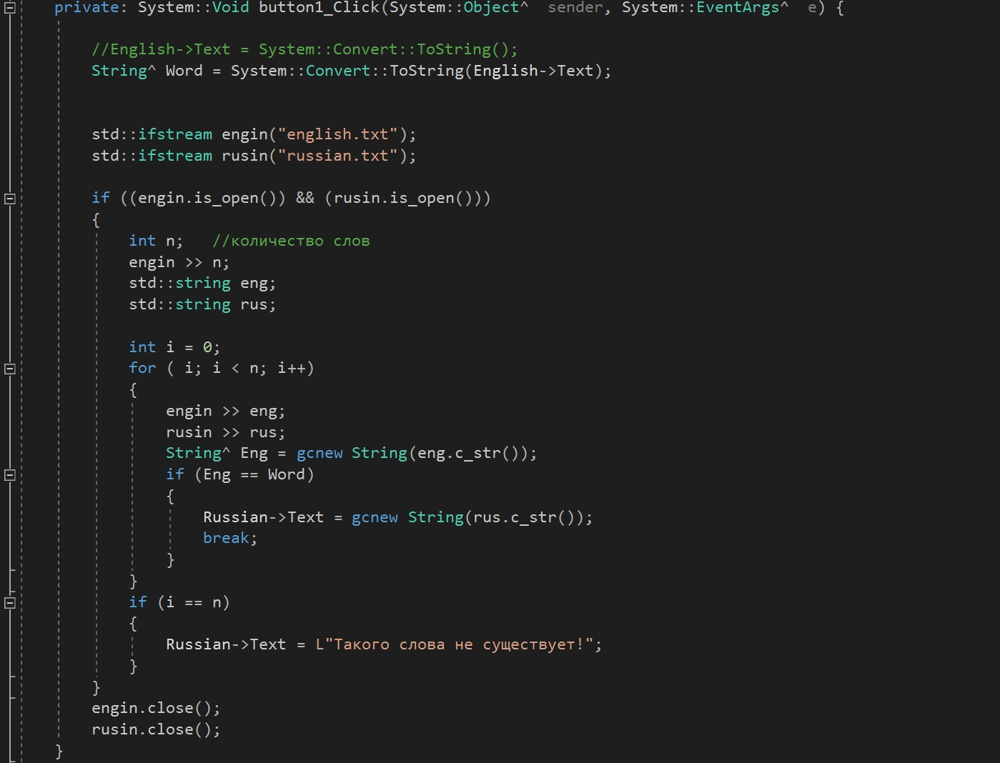 private: System::Void button1_Click(System::Object^  sender, System::EventArgs^  e) {
//English->Text = System::Convert::ToString();
String^ Word = System::Convert::ToString(English->Text);
std::ifstream engin("english.txt");
std::ifstream rusin("russian.txt");
if ((engin.is_open()) && (rusin.is_open()))
{
int n;   //количество слов
engin >> n;
std::string eng;
std::string rus;
int i = 0;
for ( i; i < n; i++)
{
engin >> eng;
rusin >> rus;
String^ Eng = gcnew String(eng.c_str());
if (Eng == Word)
{
Russian->Text = gcnew String(rus.c_str());
break;
}
}
if (i == n)
{
Russian->Text = L"Такого слова не существует!";
}
}
engin.close();
rusin.close();
}